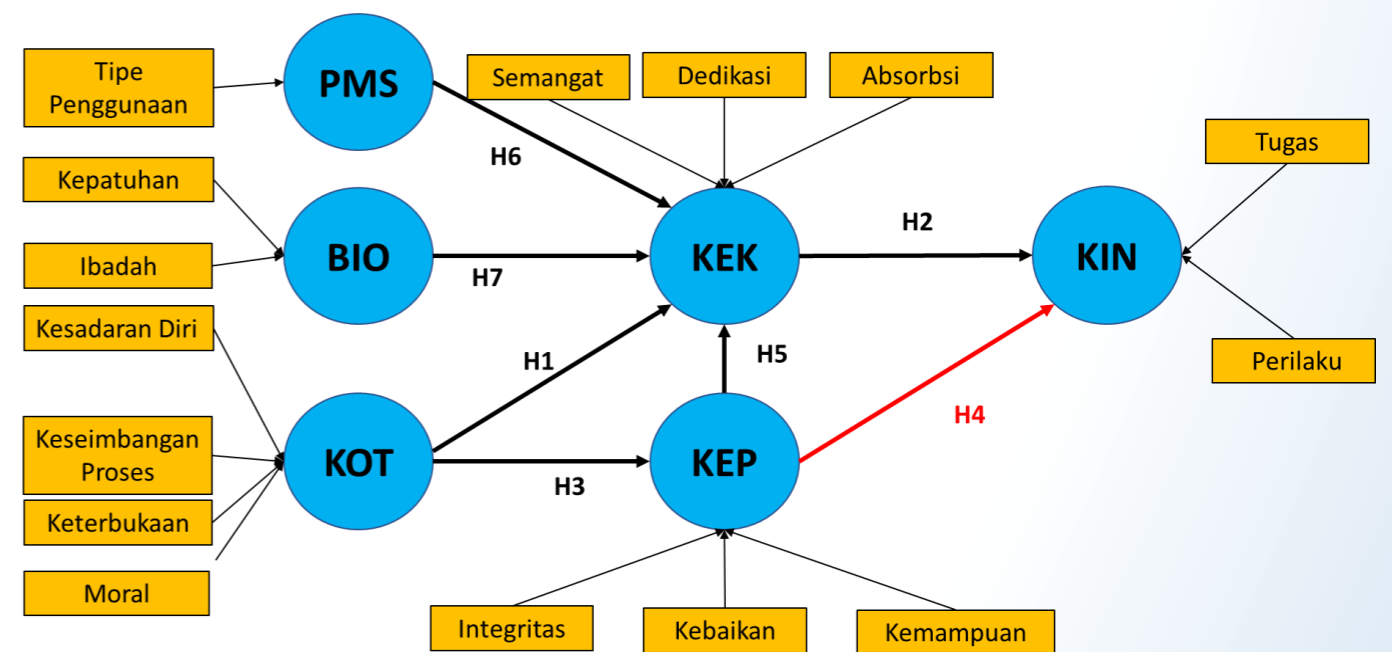 Tipe
Penggunaan
PMS
Semangat
Dedikasi
Absorbsi
Tugas
H6
Kepatuhan
H2
Ibadah
BIO
KEK
KIN
H7
Kesadaran Diri
H1
H5
Perilaku
H4
Keseimbangan
Proses
KOT
KEP
H3
Keterbukaan
Moral
Integritas
Kebaikan
Kemampuan